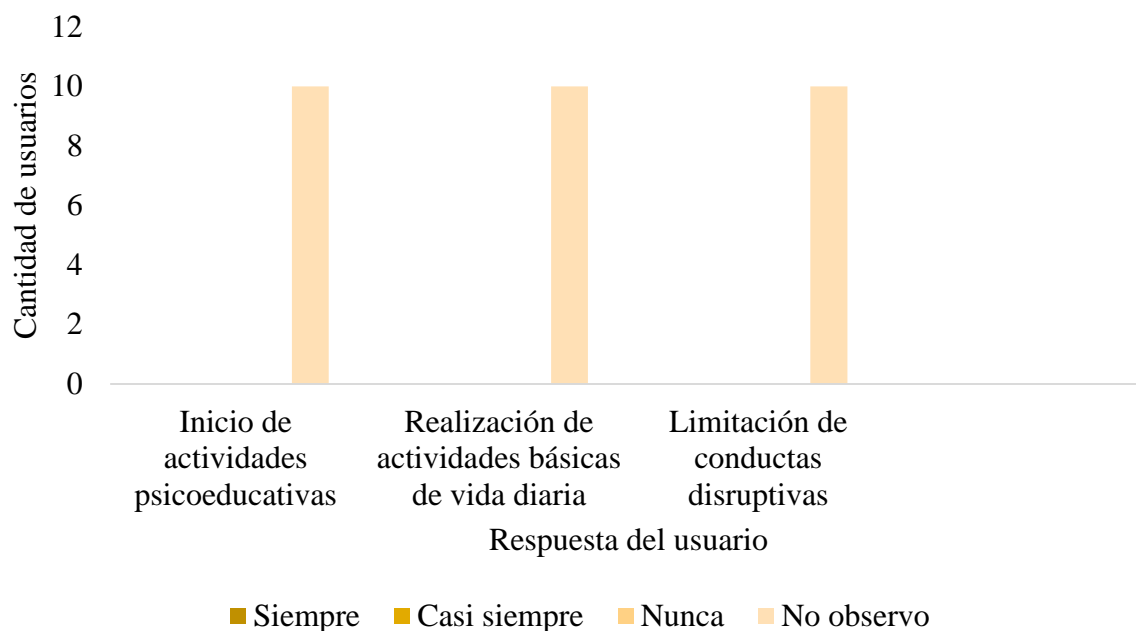 12
10
8
6
4
2
0
Cantidad de usuarios
Inicio de
actividades
psicoeducativas
Realización de
actividades básicas
de vida diaria
Limitación de
conductas
disruptivas
Respuesta del usuario
Siempre Casi siempre Nunca No observo